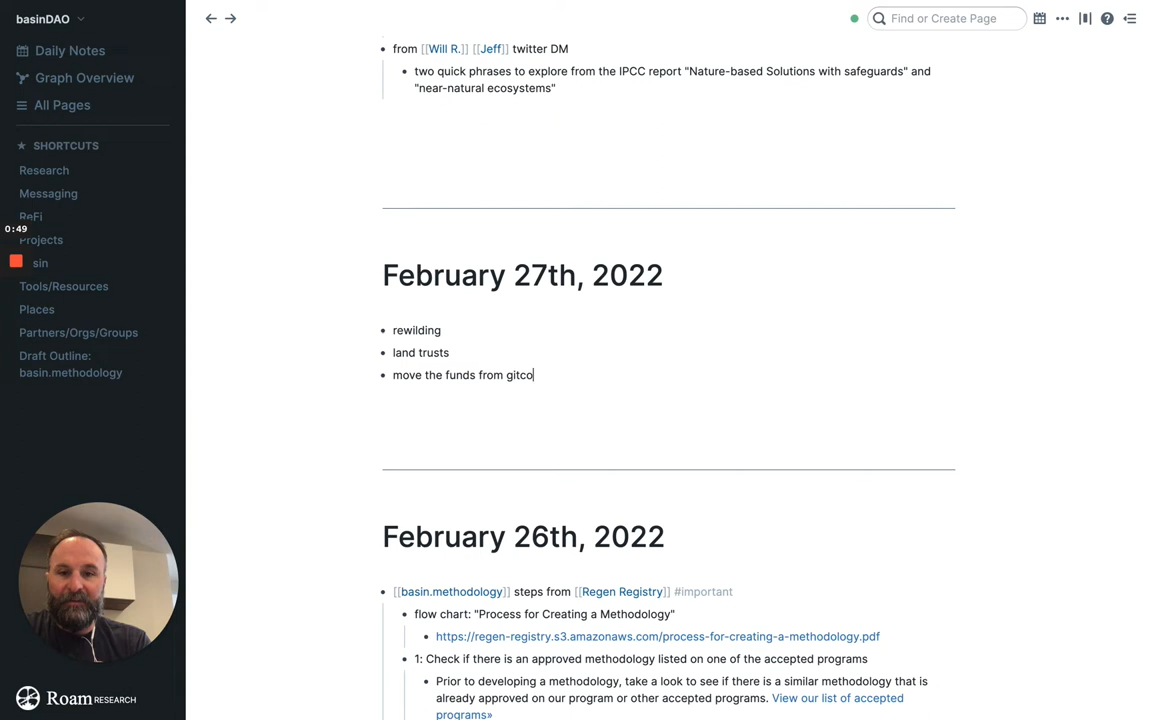 basinDAO
Find or Create Page
Daily Notes
Graph Overview
All Pages
SHORTCUTS
Research
Messaging
ReFi
0:49
Projects
sin
Tools/Resources
Places
Partners/Orgs/Groups
Draft Outline:
basin.methodology
Roam RESEARCH
from [[Will R.]] [[Jeff]] twitter DM
two quick phrases to explore from the IPCC report "Nature-based Solutions with safeguards" and
"near-natural ecosystems"
February 27th, 2022
rewilding
land trusts
move the funds from gitco
February 26th, 2022
[[basin.methodology]] steps from [[Regen Registry]] #important
flow chart: "Process for Creating a Methodology"
https://regen-registry.s3.amazonaws.com/process-for-creating-a-methodology.pdf
1: Check if there is an approved methodology listed on one of the accepted programs
Prior to developing a methodology, take a look to see if there is a similar methodology that is
already approved on our program or other accepted programs. View our list of accepted
programs»